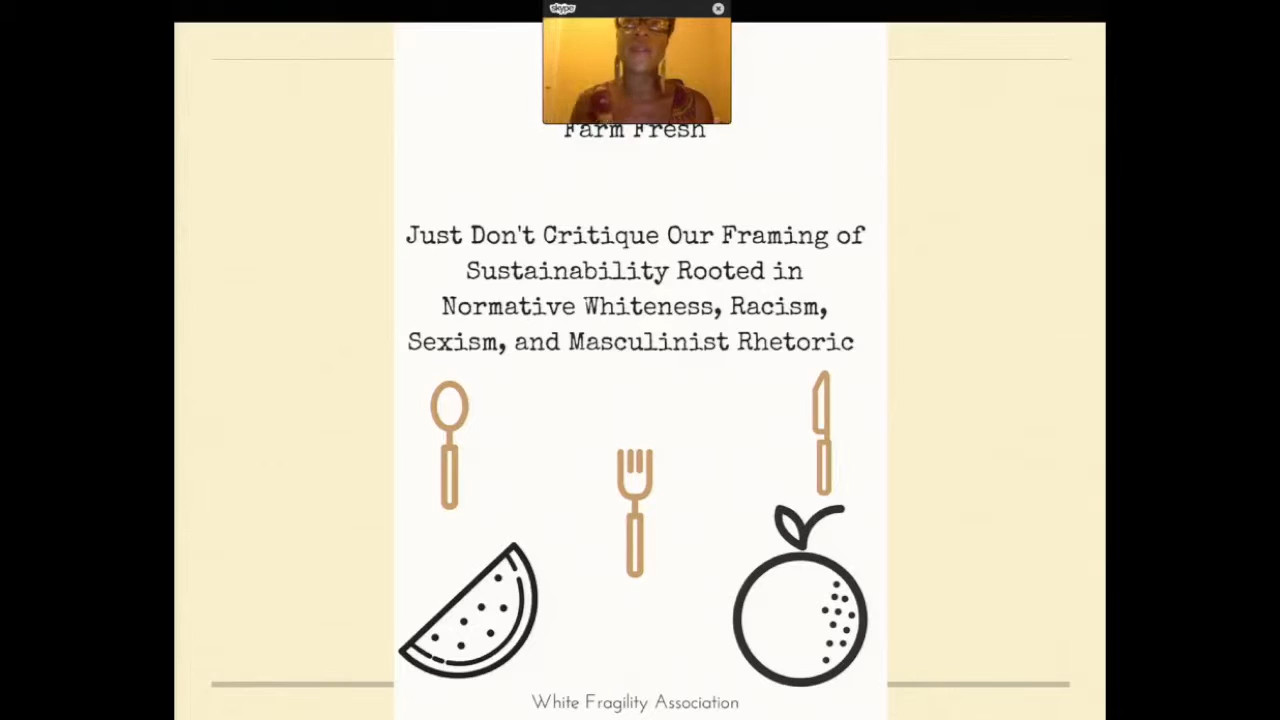 skype
Farm Fresh
Just Don't Critique Our Framing of
Sustainability Rooted in
Normative Whiteness, Racism,
Sexism, and Masculinist Rhetoric
White Fragility Association